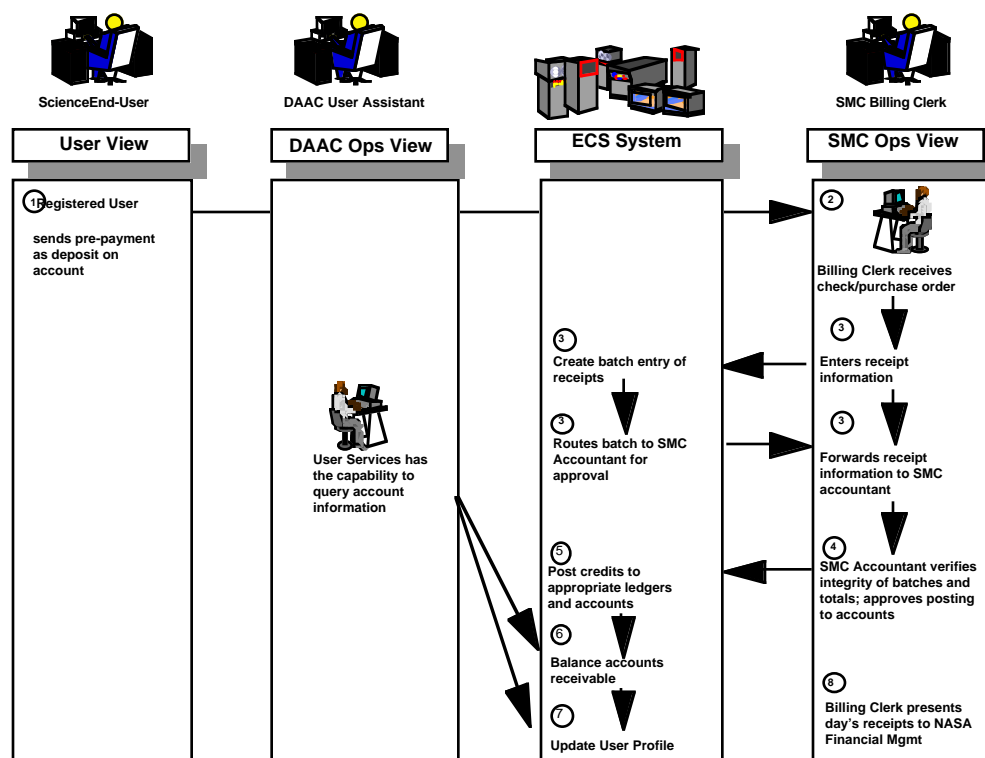 ScienceEnd-User
DAAC User Assistant
SMC Billing Clerk
User View
DAAC Ops View
ECS System
SMC Ops View
1
Registered User
sends pre-payment
as deposit on
account
User Services has
the capability to
query account
information
3
Create batch entry of
receipts
3
Routes batch to SMC
Accountant for
approval
5
Post credits to
appropriate ledgers
and accounts
6
Balance accounts
receivable
7
Update User Profile
2
Billing Clerk receives
check/purchase order
3
Enters receipt
information
3
Forwards receipt
information to SMC
accountant
4
SMC Accountant verifies
integrity of batches and
totals; approves posting
to accounts
8
Billing Clerk presents
day's receipts to NASA
Financial Mgmt